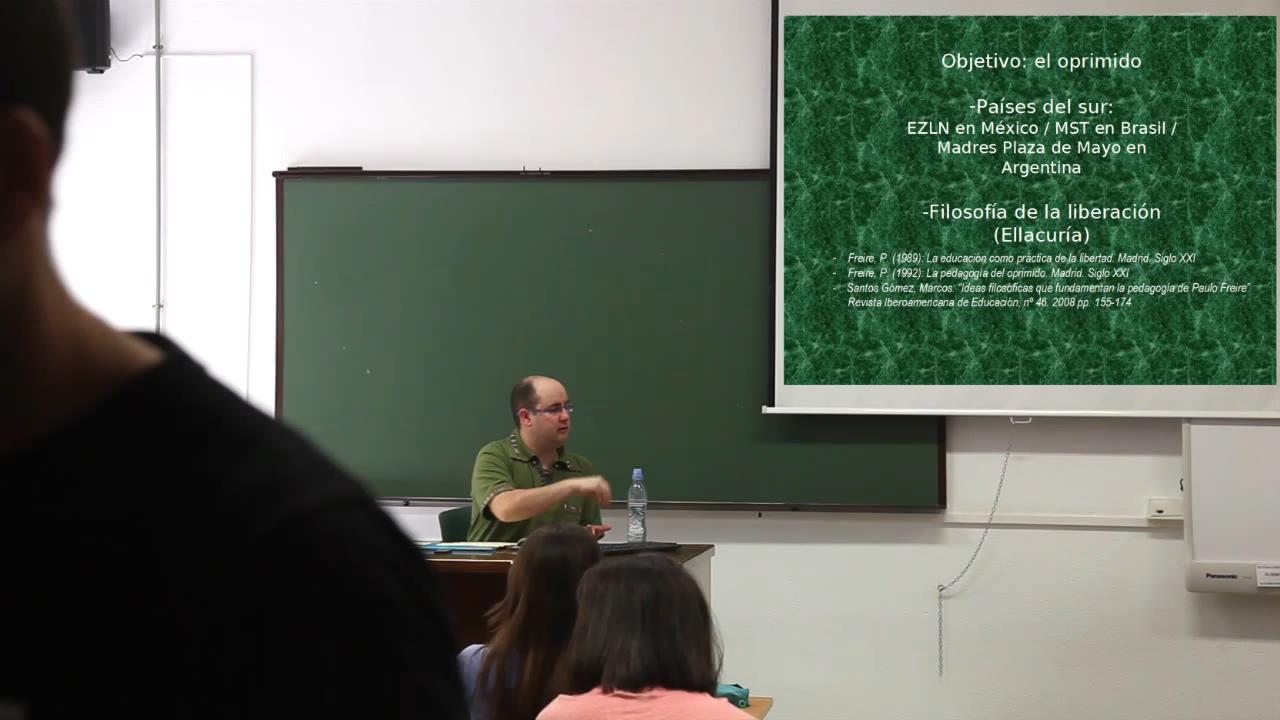 Objetivo: el oprimido
-Países del sur:
EZLN en México / MST en Brasil /
Madres Plaza de Mayo en
Argentina
-Filosofía de la liberación
(Ellacuría)
- Freire, P. (1989): La educación como práctica de la libertad. Madrid. Siglo XXI
- Freire, P. (1992): La pedagogía del oprimido. Madrid. Siglo XXI
- Santos Gómez, Marcos: "Ideas filosóficas que fundamentan la pedagogía de Paulo Freire"
Revista Iberoamericana de Educación, nº 46. 2008 pp. 155-174
Panasonic